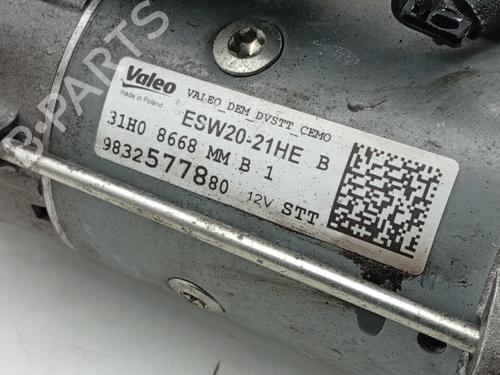 Valeo
made in Poland
VALEO_DEM_DVSTT_CEMO
ESW20-21HE B
31H0 8668 MM B 1
9832577880 12V STT
B-PARTS